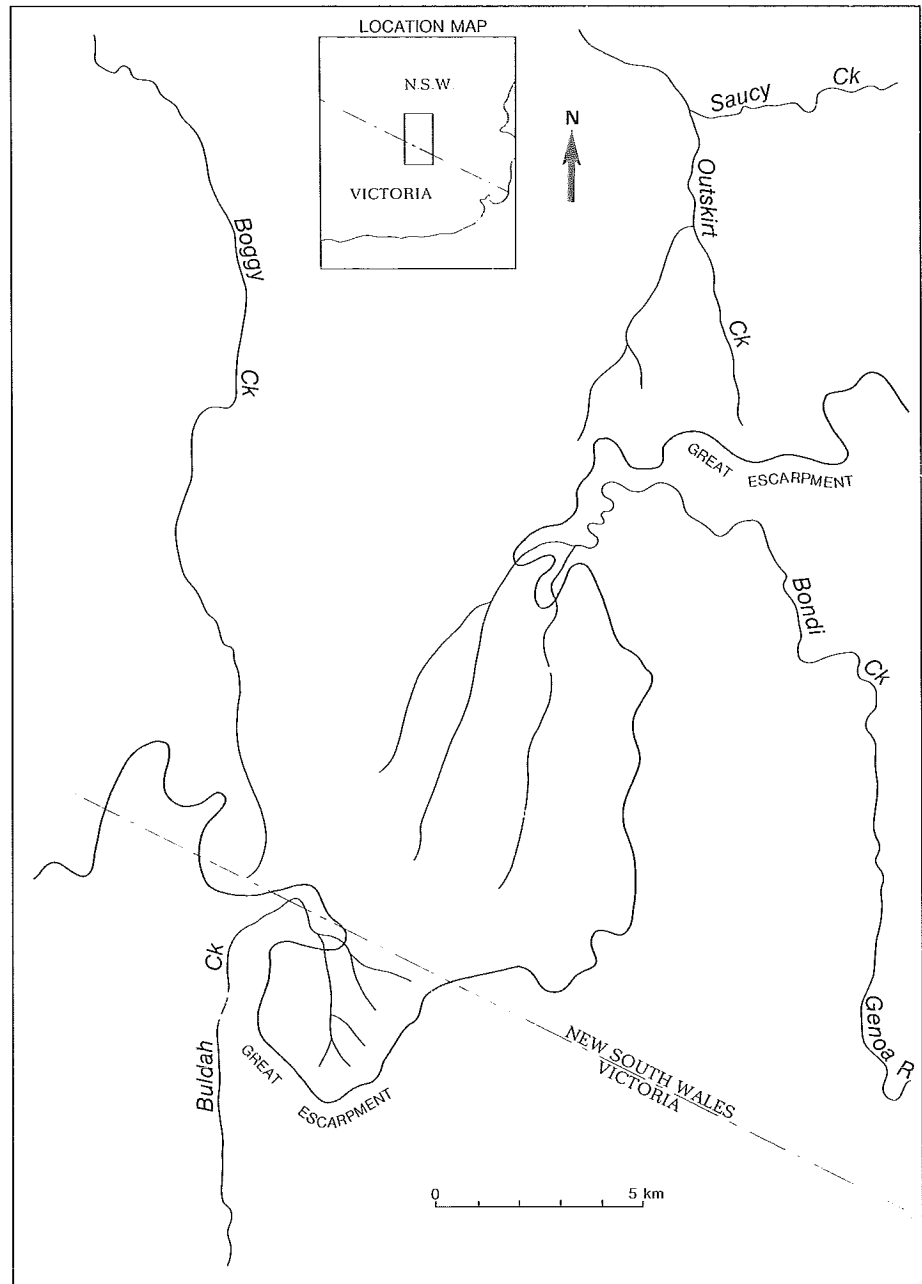 LOCATION MAP
N.S.W.
VICTORIA
N
Saucy Ck
Outskirt Ck
Boggy Ck
GREAT ESCARPMENT
Bondi Ck
Genoa R.
Buldah Ck
GREAT ESCARPMENT
NEW SOUTH WALES
VICTORIA
0 5 km